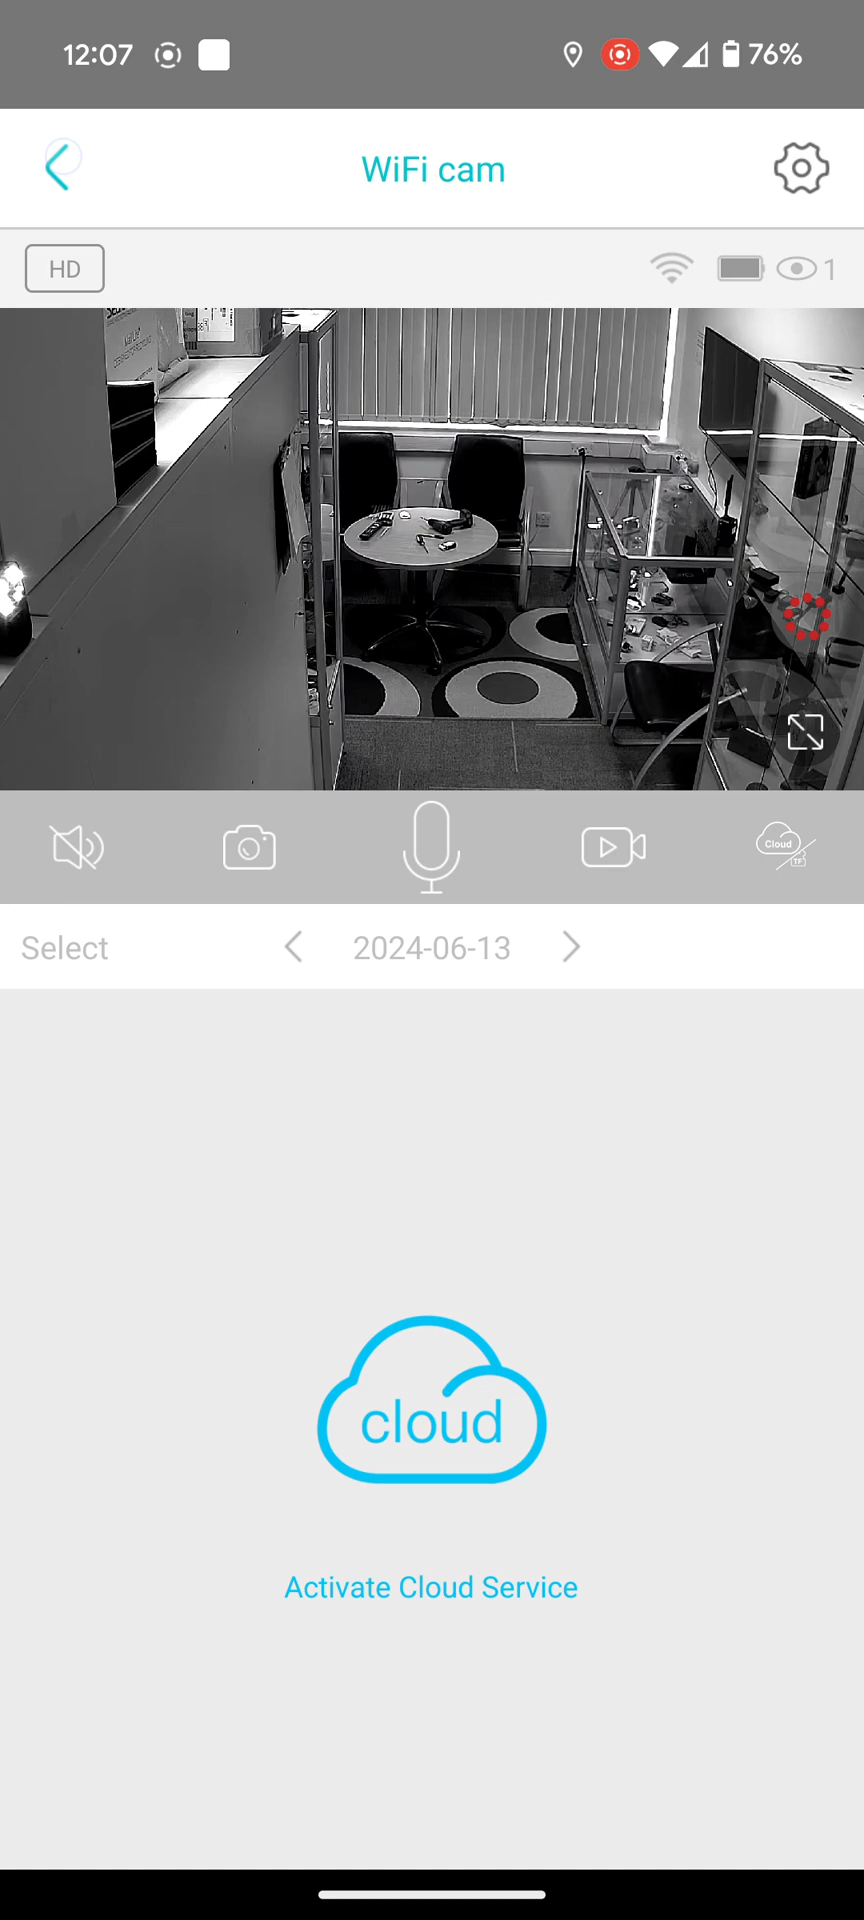 12:07
76%
WiFi cam
HD
1
Cloud
TF
Select
2024-06-13
cloud
Activate Cloud Service